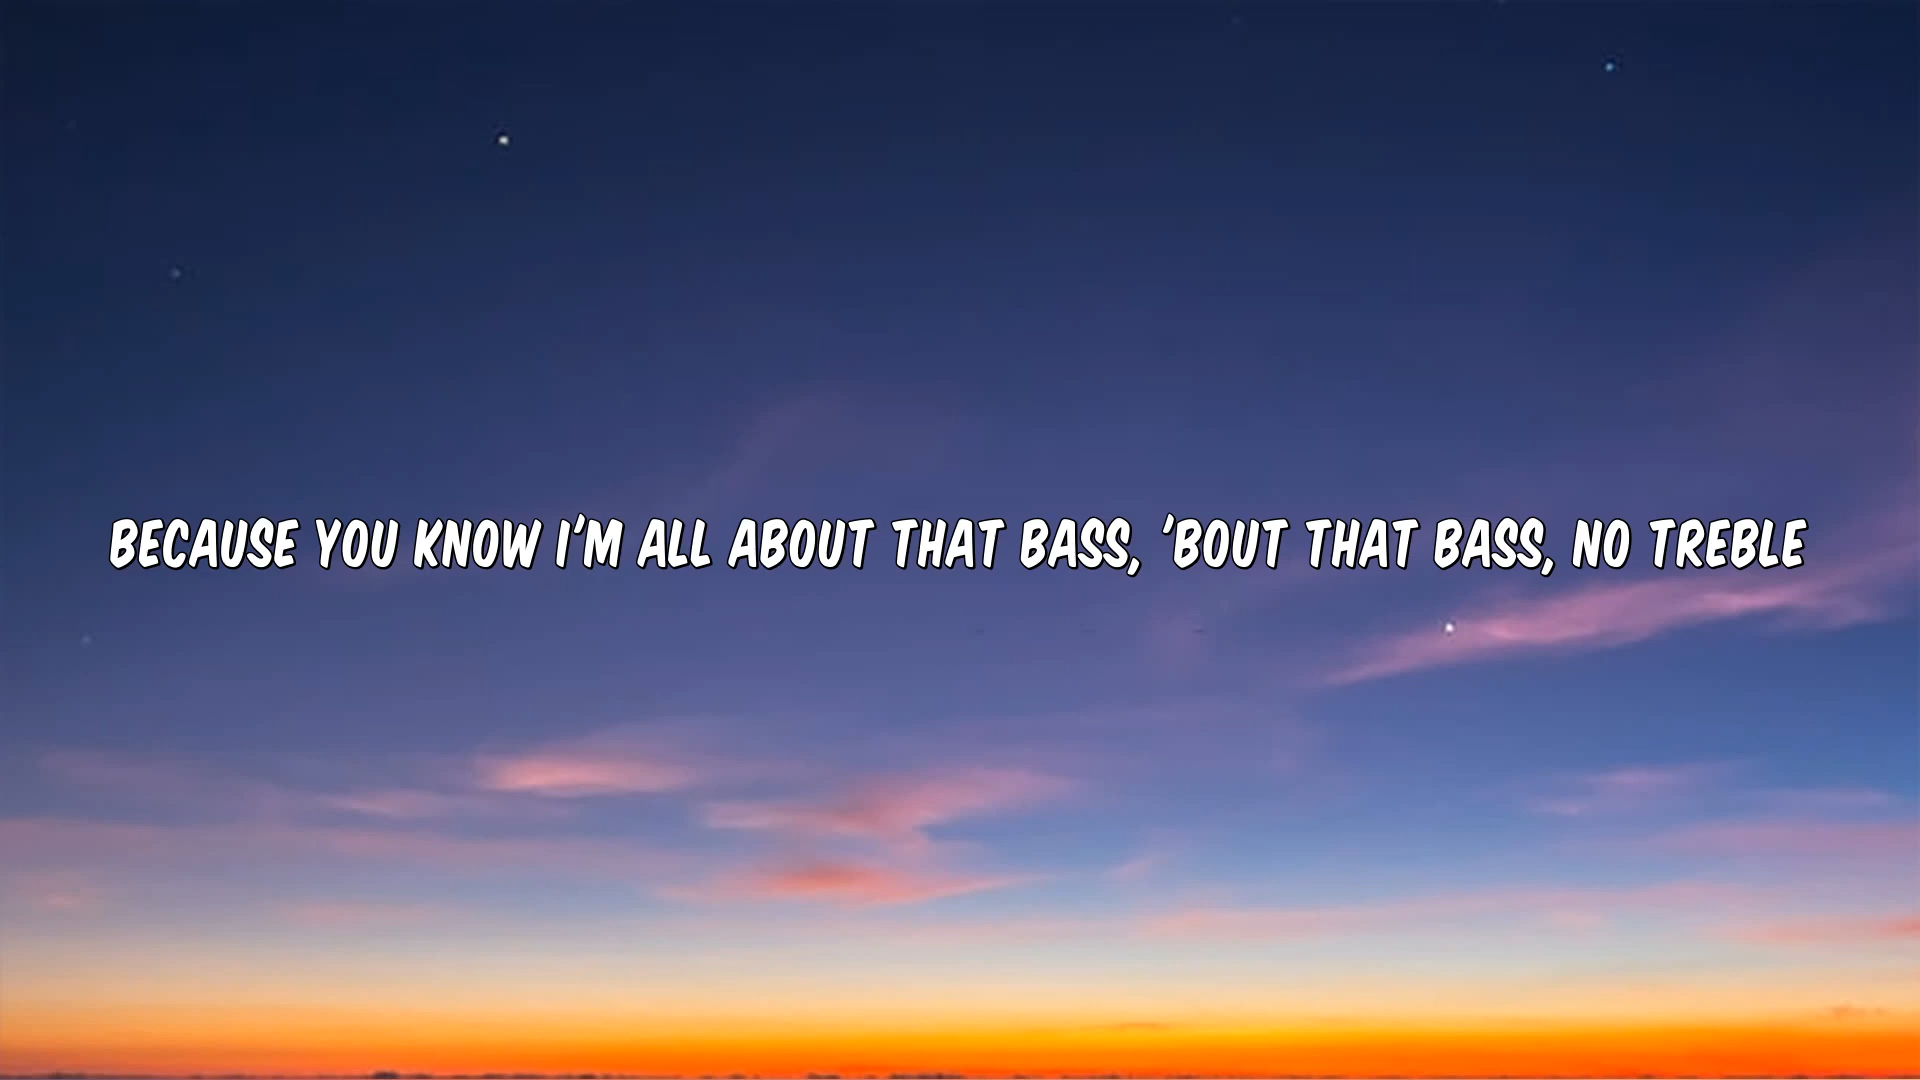 BECAUSE YOU KNOW I'M ALL ABOUT THAT BASS, 'BOUT THAT BASS, NO TREBLE